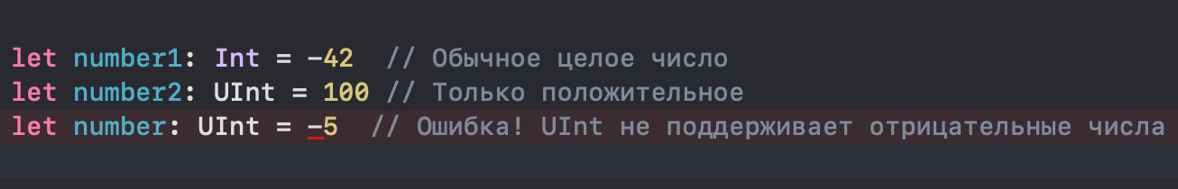 let number1: Int = -42  // Обычное целое число
let number2: UInt = 100 // Только положительное
let number: UInt = -5  // Ошибка! UInt не поддерживает отрицательные числа